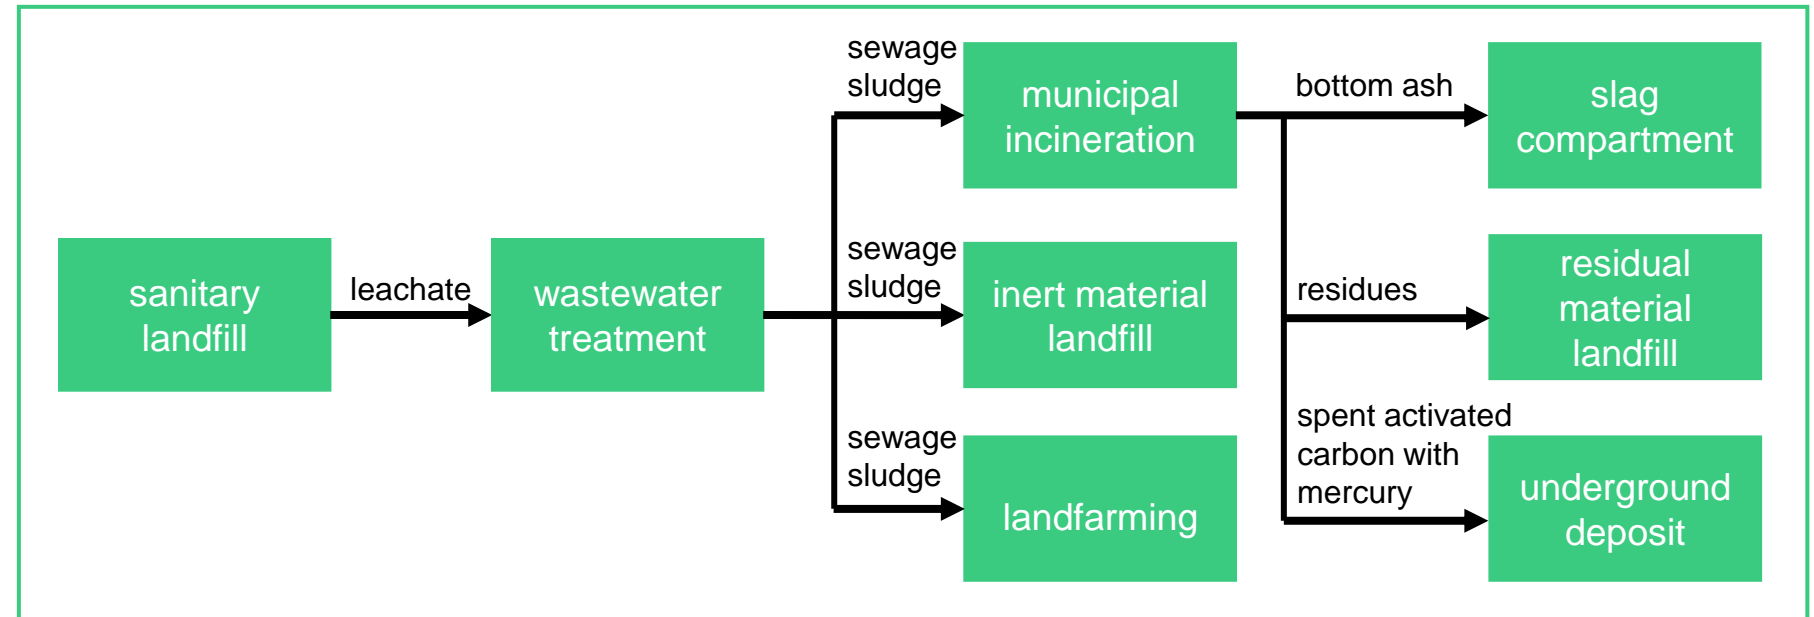 sanitary
landfill
leachate
wastewater
treatment
sewage
sludge
municipal
incineration
sewage
sludge
inert material
landfill
sewage
sludge
landfarming
bottom ash
slag
compartment
residues
residual
material
landfill
spent activated
carbon with
mercury
underground
deposit